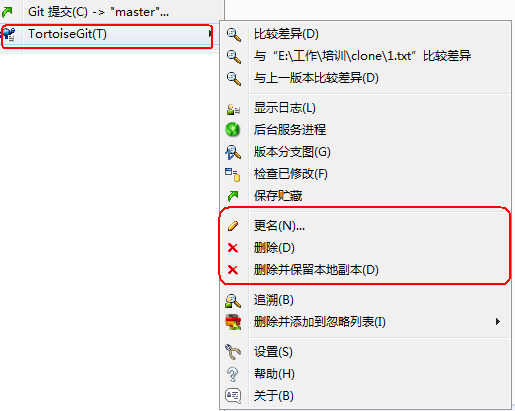 Git 提交(C) -> "master"...
TortoiseGit(T)
比较差异(D)
与“E:\工作\培训\clone\1.txt”比较差异
与上一版本比较差异(D)
显示日志(L)
后台服务进程
版本分支图(G)
检查已修改(F)
保存贮藏
更名(N)...
删除(D)
删除并保留本地副本(D)
追溯(B)
删除并添加到忽略列表(I)
设置(S)
帮助(H)
关于(B)